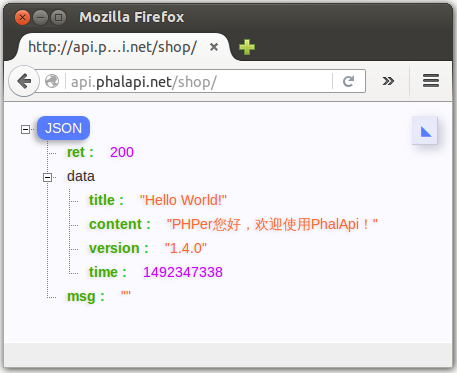 Mozilla Firefox
http://api.p...i.net/shop/
api.phalapi.net/shop/
JSON
ret : 200
data
title : "Hello World!"
content : "PHPer您好，欢迎使用PhalApi！"
version : "1.4.0"
time : 1492347338
msg : ""